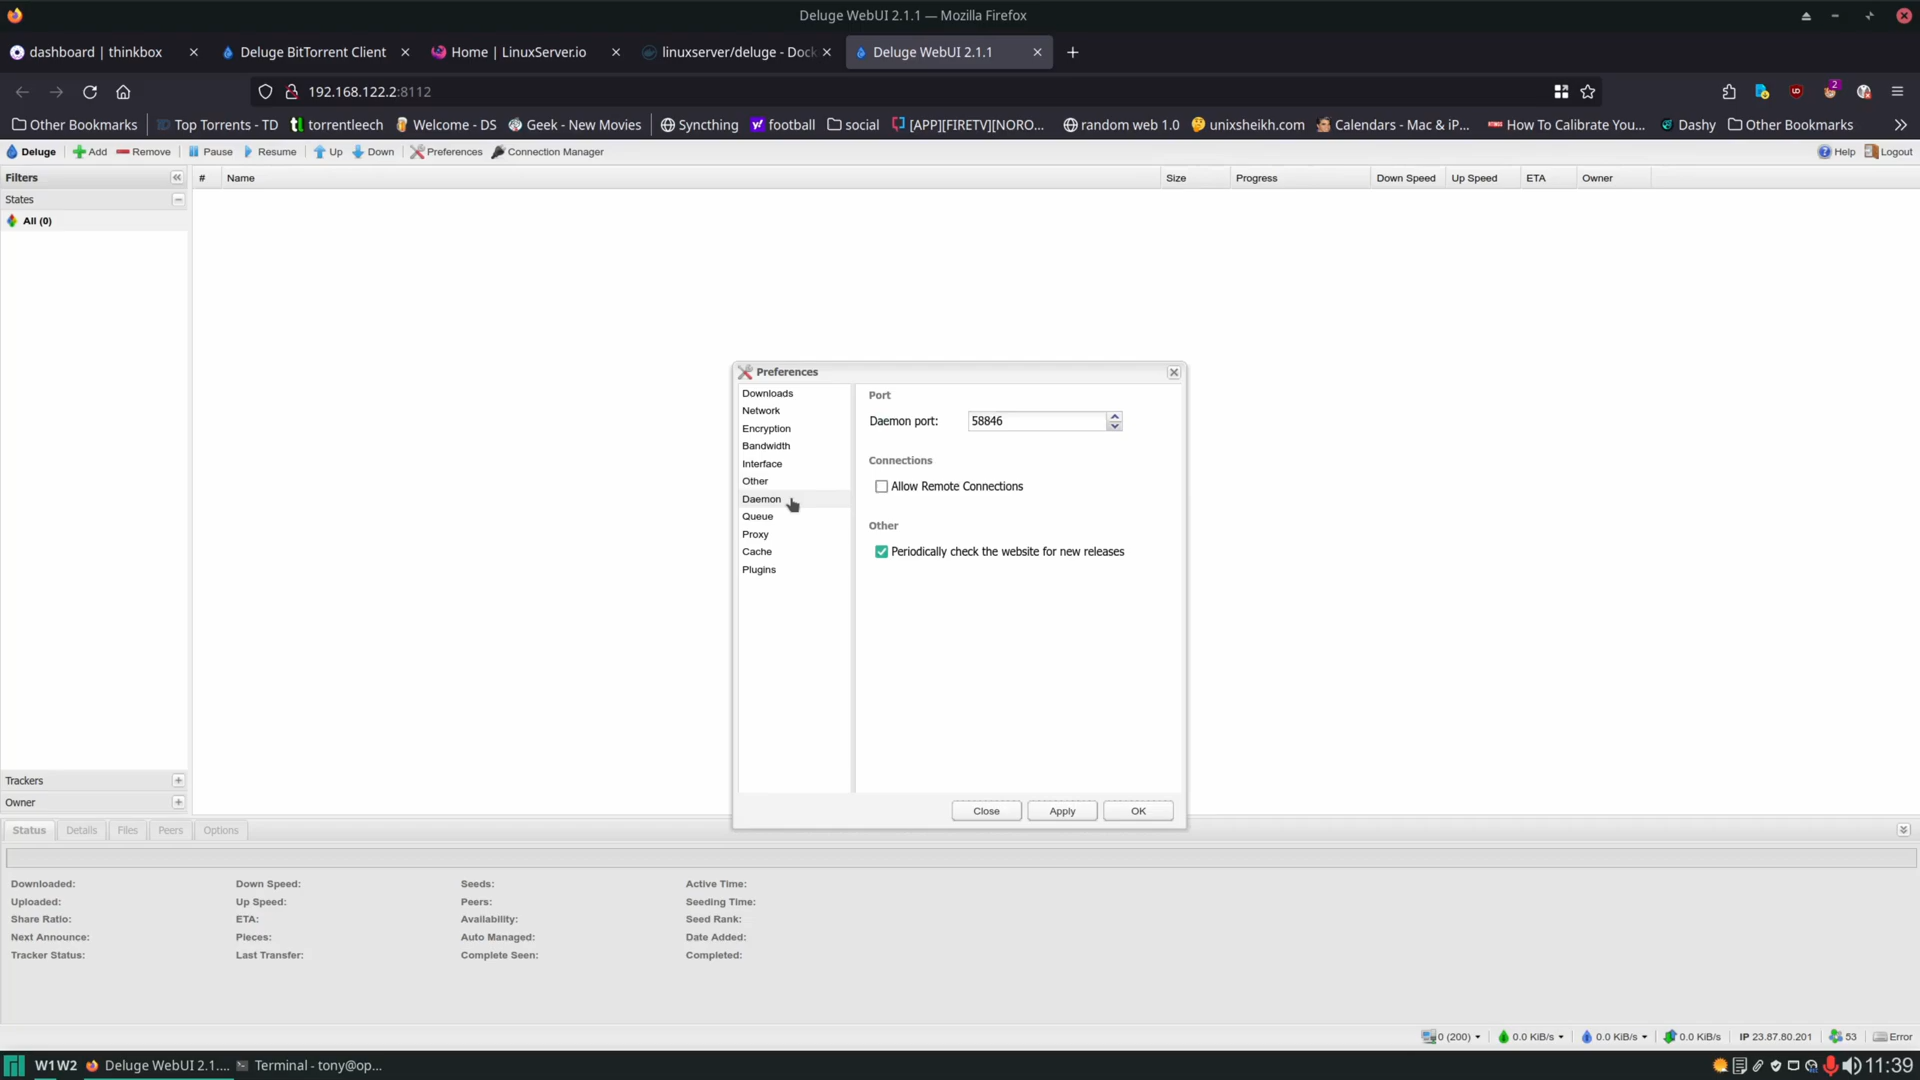 Deluge WebUI 2.1.1 — Mozilla Firefox
dashboard | thinkbox
Deluge BitTorrent Client
Home | LinuxServer.io
linuxserver/deluge - Dock
Deluge WebUI 2.1.1
192.168.122.2:8112
2
Other Bookmarks
TD Top Torrents - TD
torrentleech
Welcome - DS
Geek - New Movies
Syncthing
football
social
[APP][FIRETV][NORO...
random web 1.0
unixsheikh.com
Calendars - Mac & iP...
How To Calibrate You...
Dashy
Other Bookmarks
Deluge
Add
Remove
Pause
Resume
Up
Down
Preferences
Connection Manager
Help
Logout
Filters
# Name Size Progress Down Speed Up Speed ETA Owner
States
All (0)
Preferences
Downloads
Network
Encryption
Bandwidth
Interface
Other
Daemon
Queue
Proxy
Cache
Plugins
Port
Daemon port: 58846
Connections
Allow Remote Connections
Other
Periodically check the website for new releases
Close
Apply
OK
Trackers
Owner
Status Details Files Peers Options
Downloaded: Down Speed: Seeds: Active Time:
Uploaded: Up Speed: Peers: Seeding Time:
Share Ratio: ETA: Availability: Seed Rank:
Next Announce: Pieces: Auto Managed: Date Added:
Tracker Status: Last Transfer: Complete Seen: Completed:
0 (200) 0.0 KiB/s 0.0 KiB/s 0.0 KiB/s IP 23.87.80.201 53 Error
W1 W2 Deluge WebUI 2.1.... Terminal - tony@op... 11:39